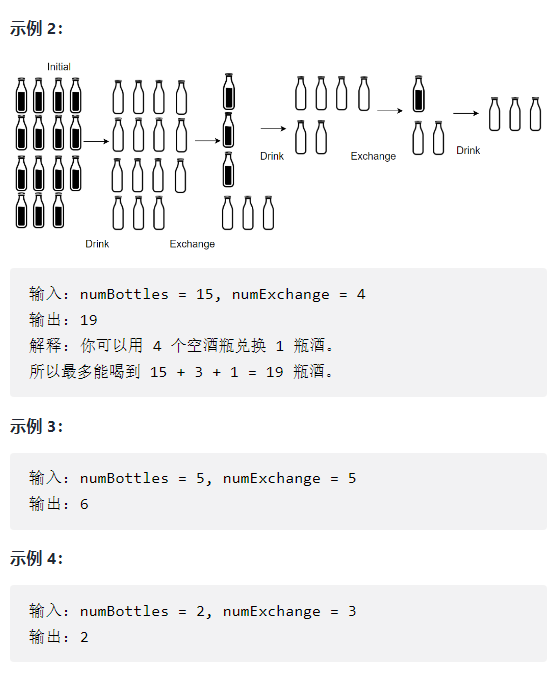 示例 2：
Initial
Drink
Exchange
Drink
Exchange
Drink
输入：numBottles = 15, numExchange = 4
输出：19
解释：你可以用 4 个空酒瓶兑换 1 瓶酒。
所以最多能喝到 15 + 3 + 1 = 19 瓶酒。
示例 3：
输入：numBottles = 5, numExchange = 5
输出：6
示例 4：
输入：numBottles = 2, numExchange = 3
输出：2